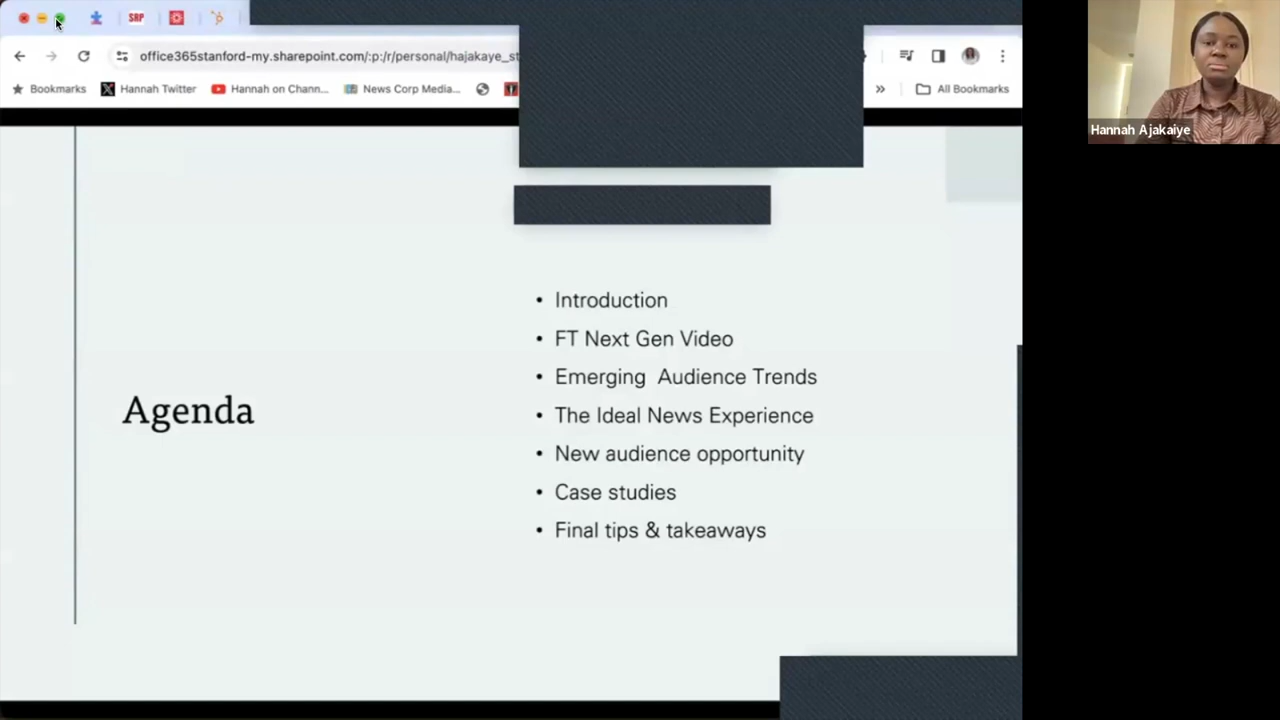 SRP
office365stanford-my.sharepoint.com/:p:/r/personal/hajakaye_st
Bookmarks
Hannah Twitter
Hannah on Chann...
News Corp Media...
»
All Bookmarks
Hannah Ajakaiye
Agenda
• Introduction
• FT Next Gen Video
• Emerging Audience Trends
• The Ideal News Experience
• New audience opportunity
• Case studies
• Final tips & takeaways